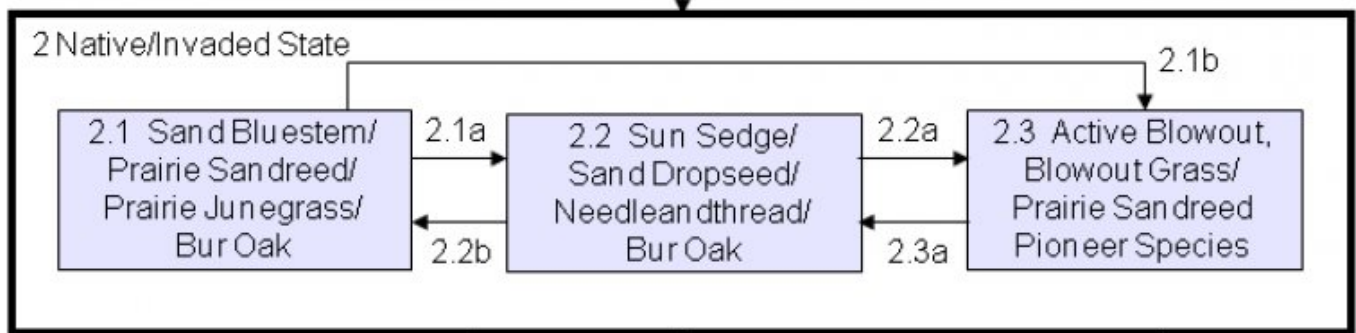 2 Native/Invaded State
2.1b
2.1 Sand Bluestem/
Prairie Sandreed/
Prairie Junegrass/
Bur Oak
2.1a
2.2b
2.2 Sun Sedge/
Sand Dropseed/
Needleandthread/
Bur Oak
2.2a
2.3a
2.3 Active Blowout,
Blowout Grass/
Prairie Sandreed
Pioneer Species